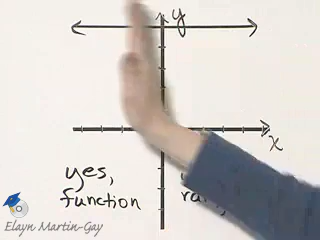 y
x
yes,
function
Elayn Martin-Gay